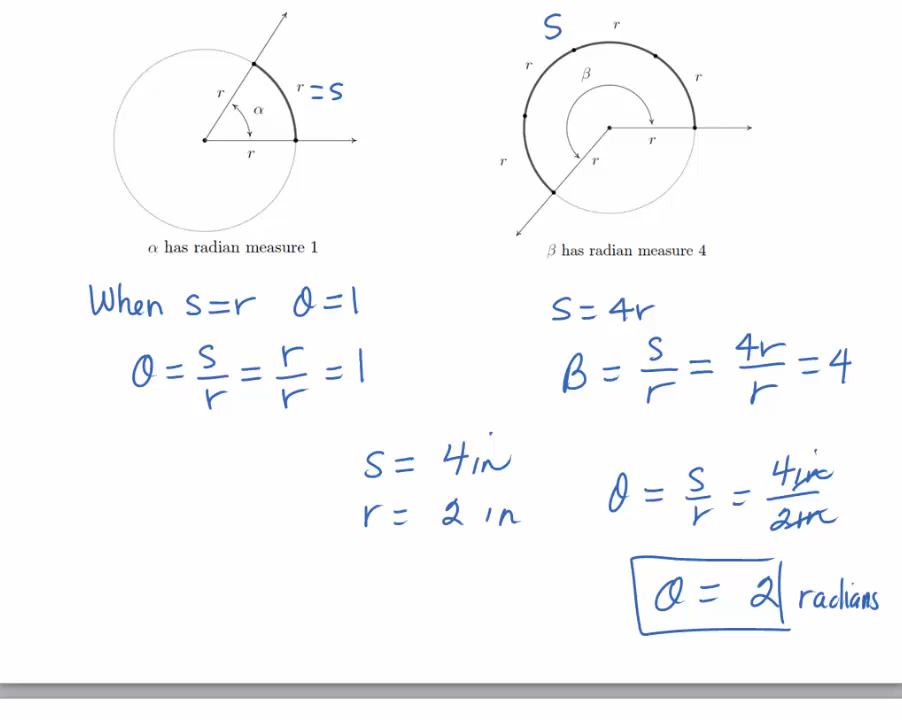 S
r
r = s
r
r
r
β
r
r
α
r
r
r
r
α has radian measure 1
β has radian measure 4
When s=r θ=1
s = 4r
θ = s/r = r/r = 1
β = s/r = 4r/r = 4
s = 4in
r = 2 in
θ = s/r = 4in/2in
θ = 2 radians